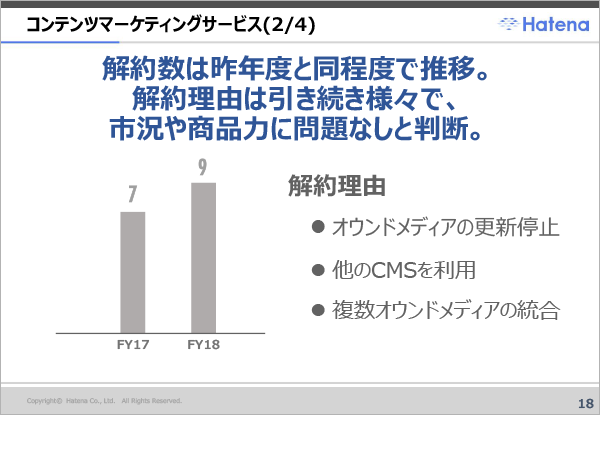 コンテンツマーケティングサービス(2/4)
Hatena
解約数は昨年度と同程度で推移。
解約理由は引き続き様々で、
市況や商品力に問題なしと判断。
7
9
FY17
FY18
解約理由
● オウンドメディアの更新停止
● 他のCMSを利用
● 複数オウンドメディアの統合
Copyright© Hatena Co., Ltd. All Rights Reserved.
18